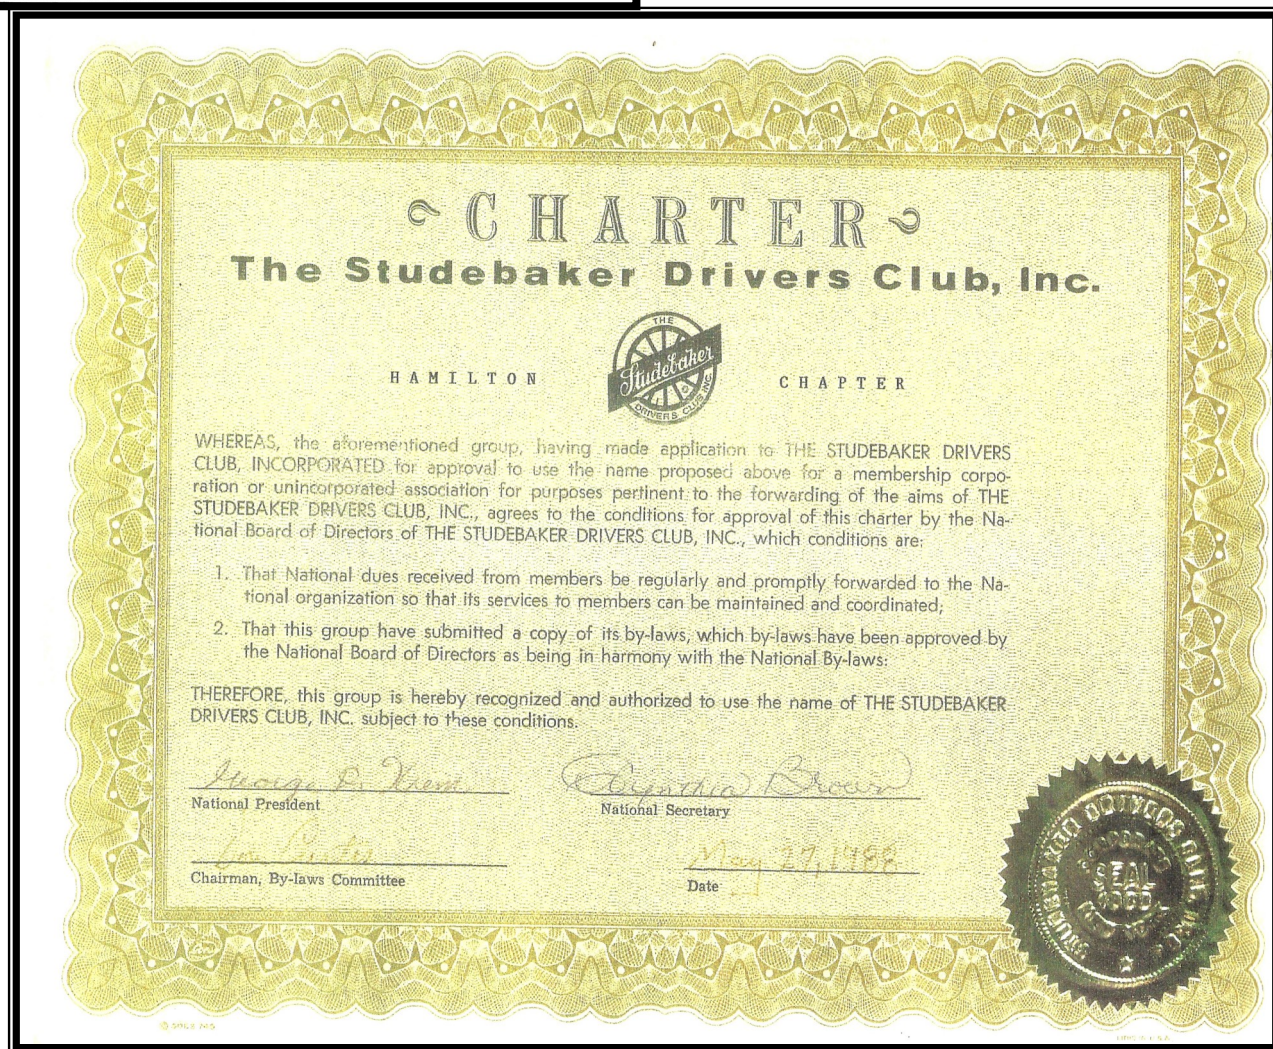 CHARTER
The Studebaker Drivers Club, Inc.
THE
Studebaker
DRIVERS CLUB, INC.
HAMILTON CHAPTER
WHEREAS, the aforementioned group, having made application to THE STUDEBAKER DRIVERS
CLUB, INCORPORATED for approval to use the name proposed above for a membership corpo-
ration or unincorporated association for purposes pertinent to the forwarding of the aims of THE
STUDEBAKER DRIVERS CLUB, INC., agrees to the conditions for approval of this charter by the Na-
tional Board of Directors of THE STUDEBAKER DRIVERS CLUB, INC., which conditions are:
1. That National dues received from members be regularly and promptly forwarded to the Na-
tional organization so that its services to members can be maintained and coordinated;
2. That this group have submitted a copy of its by-laws, which by-laws have been approved by
the National Board of Directors as being in harmony with the National By-laws:
THEREFORE, this group is hereby recognized and authorized to use the name of THE STUDEBAKER
DRIVERS CLUB, INC. subject to these conditions.
George
National President
Cynthia Brown
National Secretary
Chairman, By-laws Committee
May 27, 1988
Date
SEAL